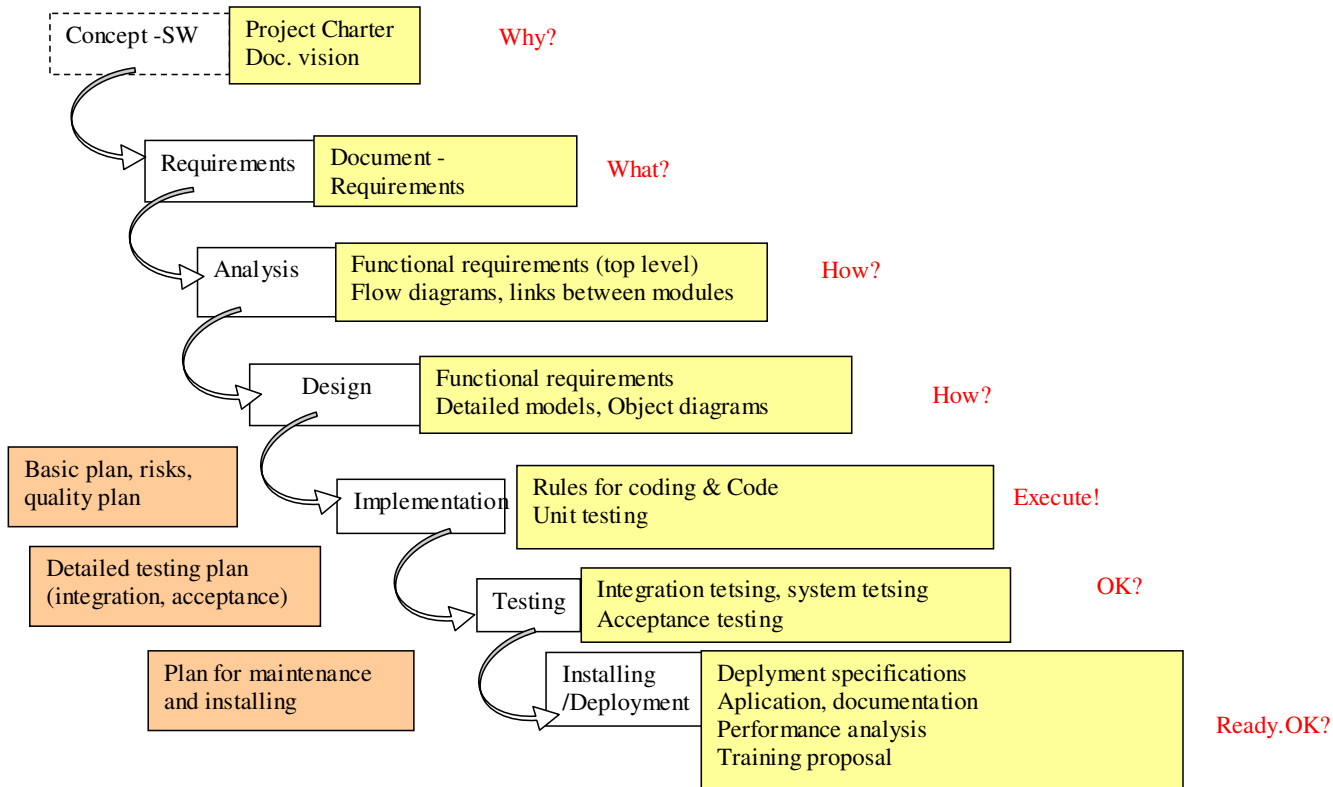 Concept -SW
Project Charter
Doc. vision
Why?
Requirements
Document -
Requirements
What?
Analysis
Functional requirements (top level)
Flow diagrams, links between modules
How?
Design
Functional requirements
Detailed models, Object diagrams
How?
Basic plan, risks,
quality plan
Implementation
Rules for coding & Code
Unit testing
Execute!
Detailed testing plan
(integration, acceptance)
Testing
Integration tetsing, system tetsing
Acceptance testing
OK?
Plan for maintenance
and installing
Installing
/Deployment
Deplyment specifications
Aplication, documentation
Performance analysis
Training proposal
Ready.OK?